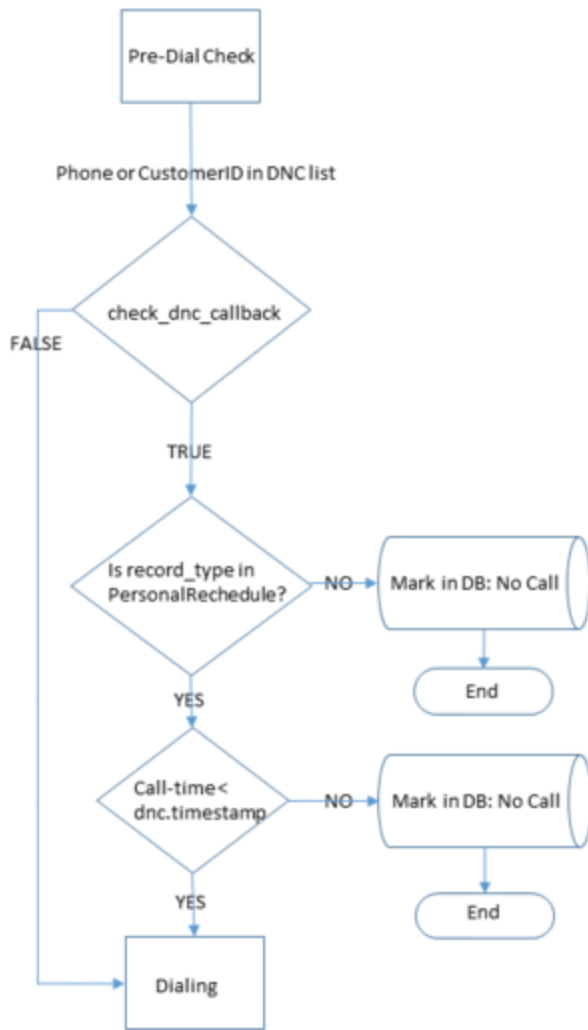 Pre-Dial Check
Phone or CustomerID in DNC list
check_dnc_callback
FALSE
TRUE
Is record_type in
PersonalRechedule?
NO
Mark in DB: No Call
End
YES
Call-time<
dnc.timestamp
NO
Mark in DB: No Call
End
YES
Dialing